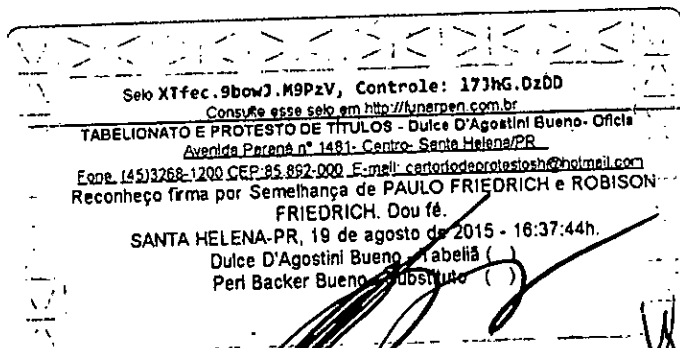 Selo XTfec.9bowJ.M9PzV, Controle: l7JhG.DzDD
Consulte esse selo em http://funarpen.com.br
TABELIONATO E PROTESTO DE TÍTULOS - Dulce D'Agostini Bueno- Oficia
Avenida Paraná n° 1481- Centro- Santa Helena/PR
Fone (45)3268-1200 CEP:85.892-000 E-mail: cartoriodeprotestosh@hotmail.com
Reconheço firma por Semelhança de PAULO FRIEDRICH e ROBISON
FRIEDRICH. Dou fé.
SANTA HELENA-PR, 19 de agosto de 2015 - 16:37:44h.
Dulce D'Agostini Bueno - Tabeliã ( )
Peri Backer Bueno - Substituto ( )